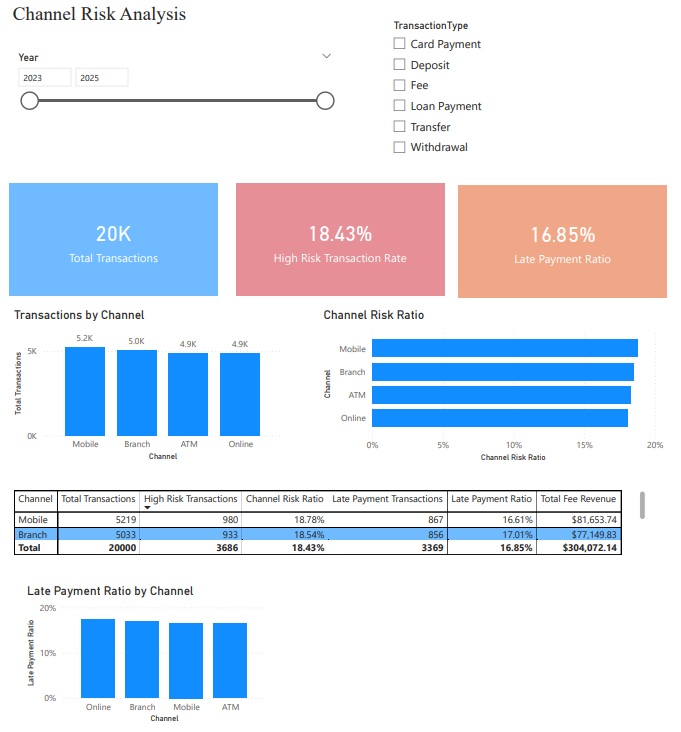 Channel Risk Analysis
TransactionType
Year
2023 2025
Card Payment
Deposit
Fee
Loan Payment
Transfer
Withdrawal
20K
Total Transactions
18.43%
High Risk Transaction Rate
16.85%
Late Payment Ratio
Transactions by Channel
Total Transactions
5K
0K
5.2K 5.0K 4.9K 4.9K
Mobile Branch ATM Online
Channel
Channel Risk Ratio
Channel
Mobile
Branch
ATM
Online
0% 5% 10% 15% 20%
Channel Risk Ratio
Channel Total Transactions High Risk Transactions Channel Risk Ratio Late Payment Transactions Late Payment Ratio Total Fee Revenue
Mobile 5219 980 18.78% 867 16.61% $81,653.74
Branch 5033 933 18.54% 856 17.01% $77,149.83
Total 20000 3686 18.43% 3369 16.85% $304,072.14
Late Payment Ratio by Channel
Late Payment Ratio
20%
10%
0%
Online Branch Mobile ATM
Channel